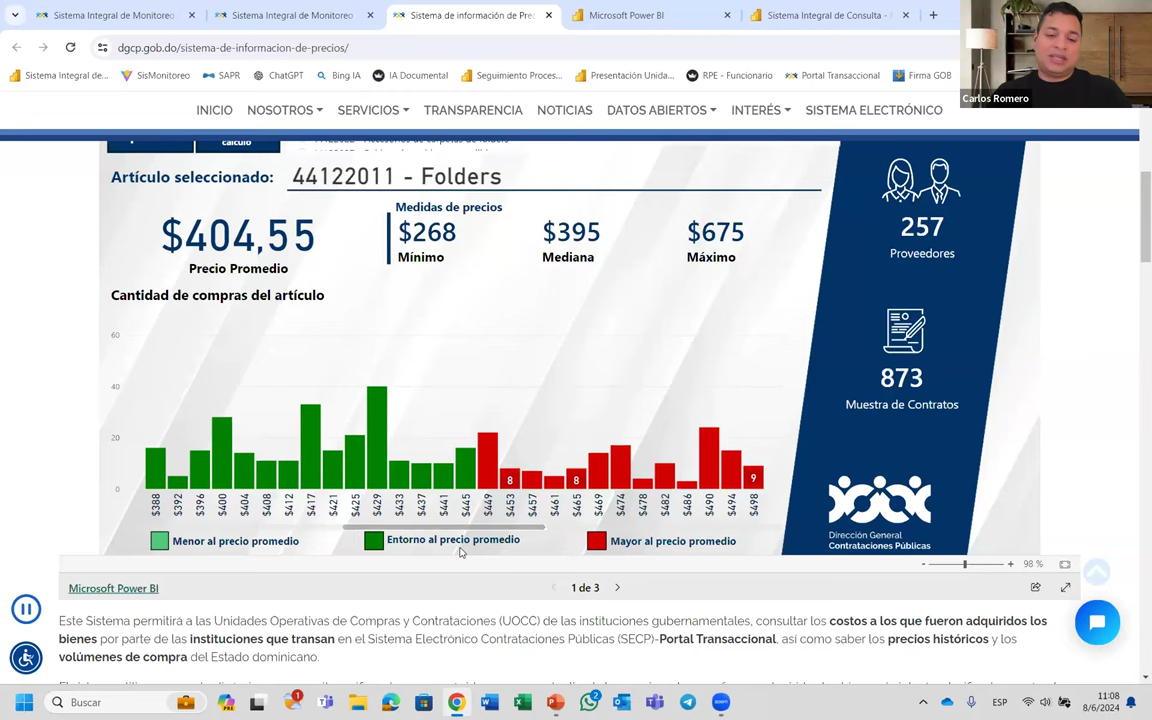 Sistema Integral de Monitoreo
Sistema Integral de Monitoreo
Sistema de información de Prec
Microsoft Power BI
Sistema Integral de Consulta -
dgcp.gob.do/sistema-de-informacion-de-precios/
Sistema Integral de...
SisMonitoreo
SAPR
ChatGPT
Bing IA
IA Documental
Seguimiento Proces...
Presentación Unida...
RPE - Funcionario
Portal Transaccional
Firma GOB
Carlos Romero
INICIO NOSOTROS SERVICIOS TRANSPARENCIA NOTICIAS DATOS ABIERTOS INTERÉS SISTEMA ELECTRÓNICO
cálculo
Artículo seleccionado: 44122011 - Folders
$404,55
Precio Promedio
Medidas de precios
$268 $395 $675
Mínimo Mediana Máximo
257
Proveedores
873
Muestra de Contratos
Cantidad de compras del artículo
60
40
20
0
8 8 9
$388 $392 $396 $400 $404 $408 $412 $417 $421 $425 $429 $433 $437 $441 $445 $449 $453 $457 $461 $465 $469 $474 $478 $482 $486 $490 $494 $498
Menor al precio promedio Entorno al precio promedio Mayor al precio promedio
Dirección General
Contrataciones Públicas
- + 98 %
Microsoft Power BI
1 de 3
Este Sistema permitirá a las Unidades Operativas de Compras y Contrataciones (UOCC) de las instituciones gubernamentales, consultar los costos a los que fueron adquiridos los
bienes por parte de las instituciones que transan en el Sistema Electrónico Contrataciones Públicas (SECP)-Portal Transaccional, así como saber los precios históricos y los
volúmenes de compra del Estado dominicano.
Buscar
1
2
ESP
11:08
8/6/2024